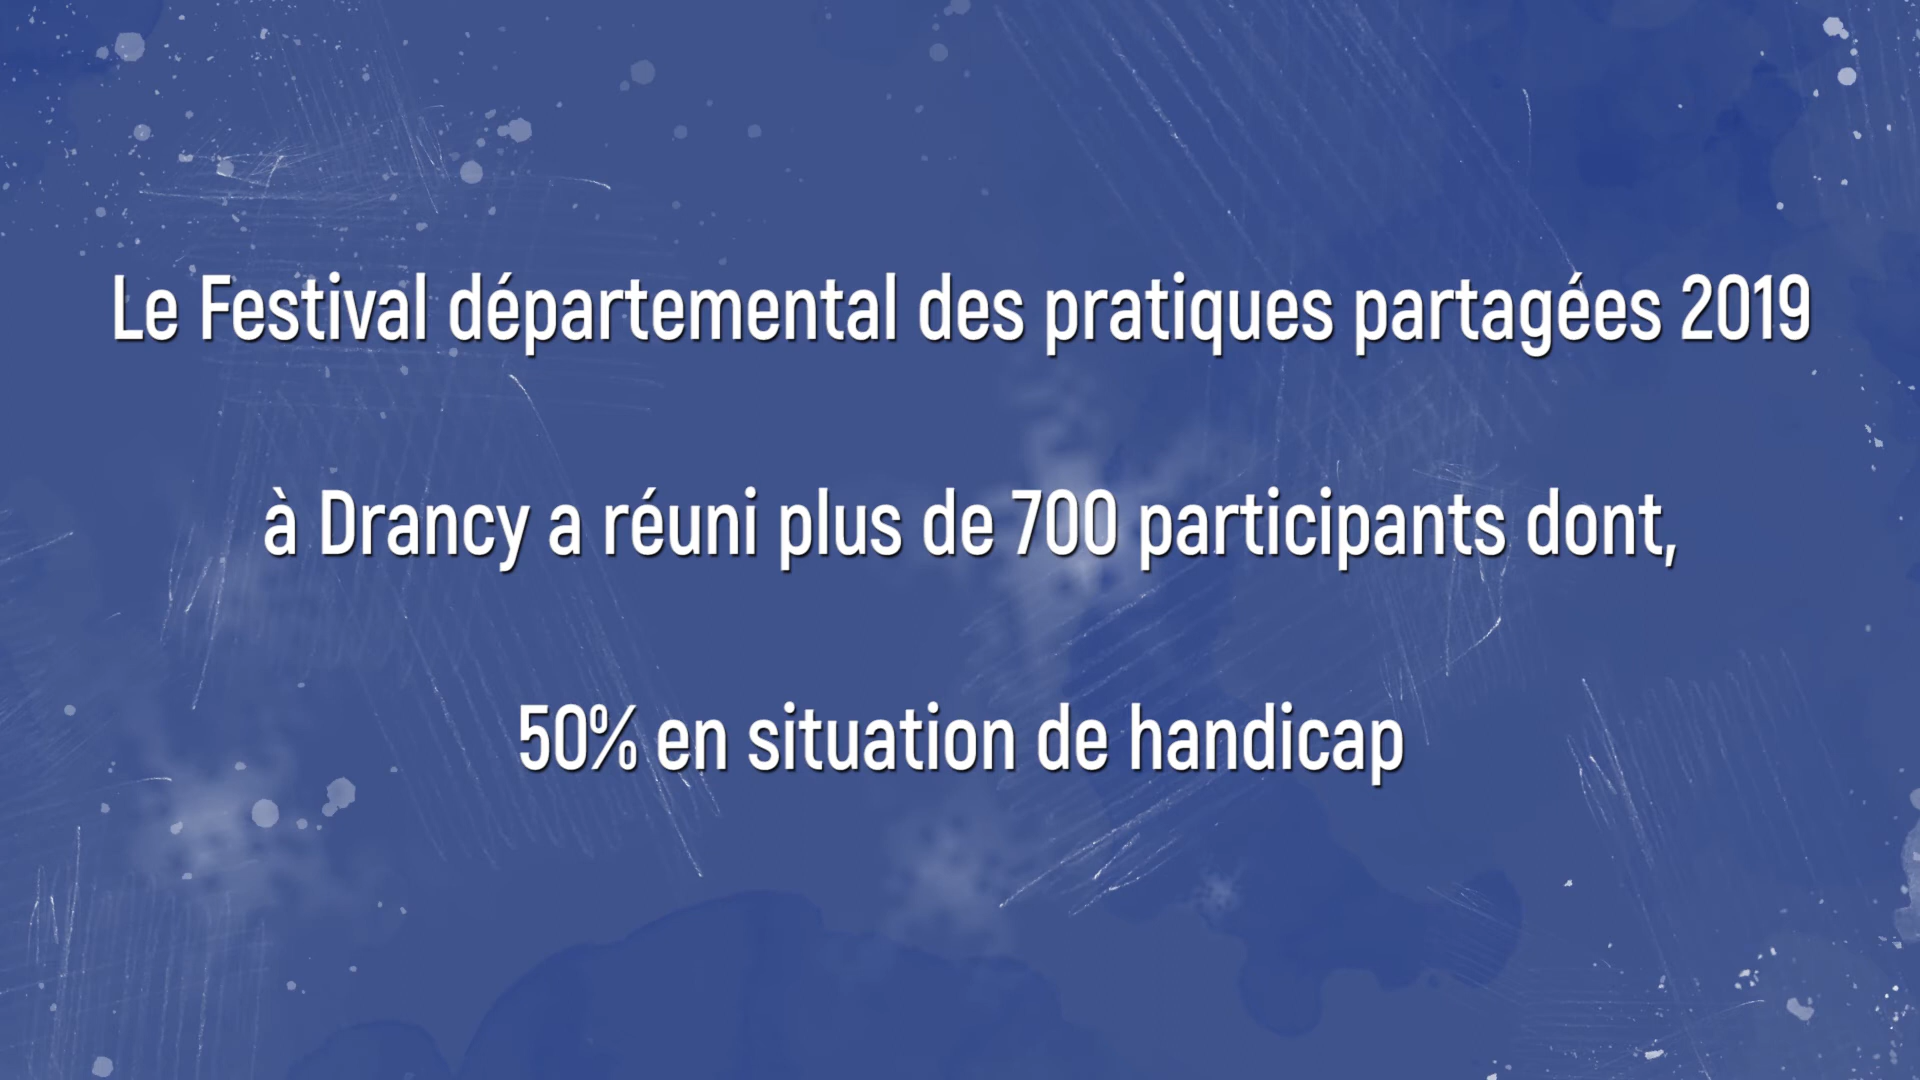 Le Festival départemental des pratiques partagées 2019
à Drancy a réuni plus de 700 participants dont,
50% en situation de handicap